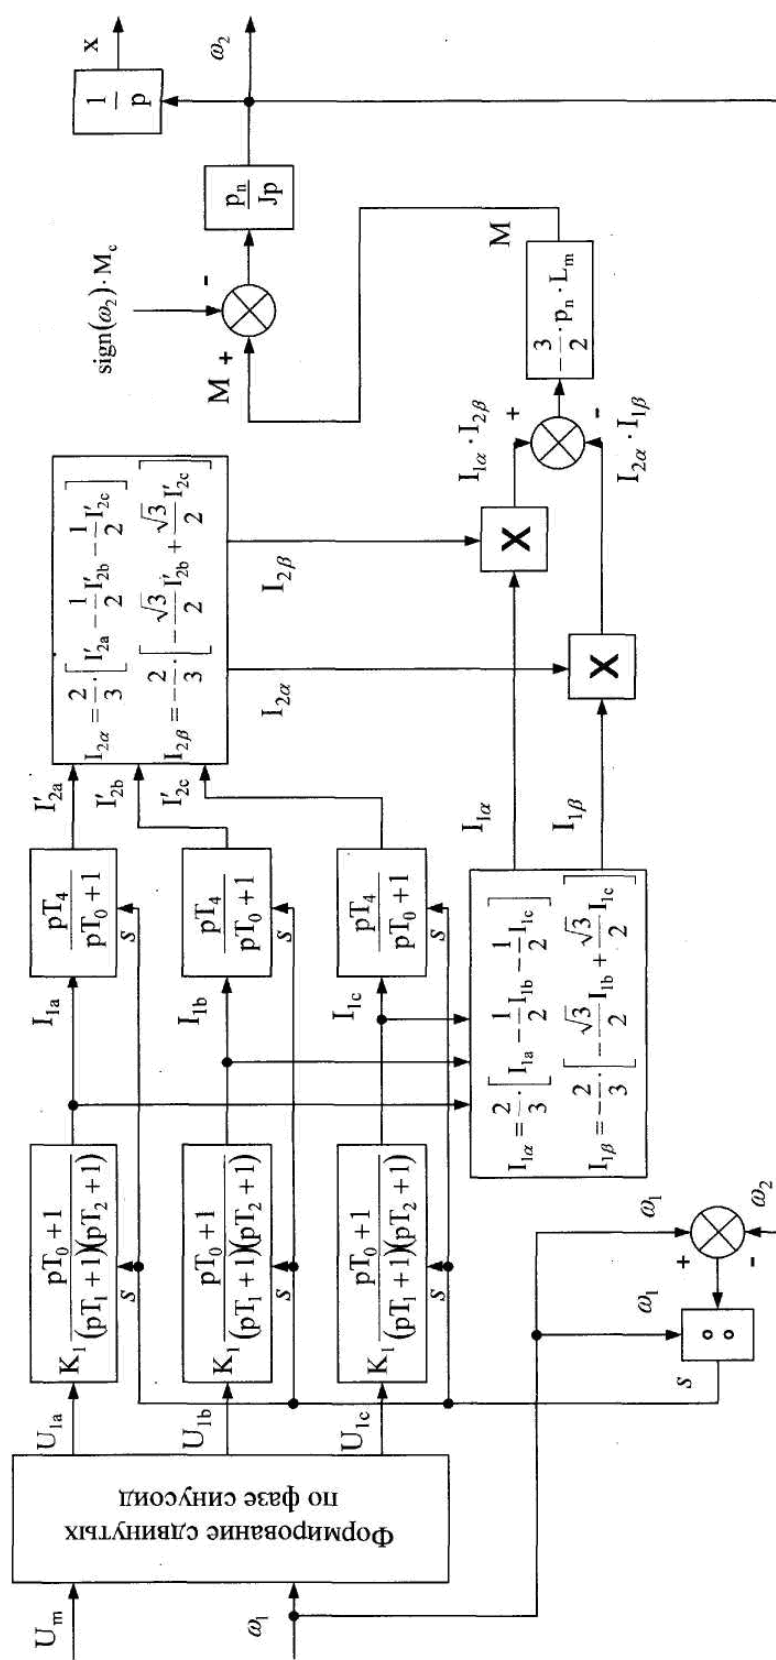 U_m
ω_1
Формирование сдвинутых
по фазе синусоид
U_1a
U_1b
U_1c
K_1 (pT_0 + 1)/((pT_1 + 1)(pT_2 + 1))
s
K_1 (pT_0 + 1)/((pT_1 + 1)(pT_2 + 1))
s
K_1 (pT_0 + 1)/((pT_1 + 1)(pT_2 + 1))
s
I_1a
I_1b
I_1c
pT_4/(pT_0 + 1)
s
pT_4/(pT_0 + 1)
s
pT_4/(pT_0 + 1)
s
I'_2a
I'_2b
I'_2c
I_2α = 2/3 · [I'_2a - 1/2 I'_2b - 1/2 I'_2c]
I_2β = -2/3 · [-√3/2 I'_2b + √3/2 I'_2c]
I_2α
I_2β
I_1α = 2/3 · [I_1a - 1/2 I_1b - 1/2 I_1c]
I_1β = -2/3 · [-√3/2 I_1b + √3/2 I_1c]
I_1α
I_1β
X
X
I_1α · I_2β
+
-
I_2α · I_1β
-3/2 · p_n · L_m
M
M
+
-
sign(ω_2) · M_c
p_n/Jp
1/p
x
ω_2
s
ω_1
ω_1
+
-
ω_2